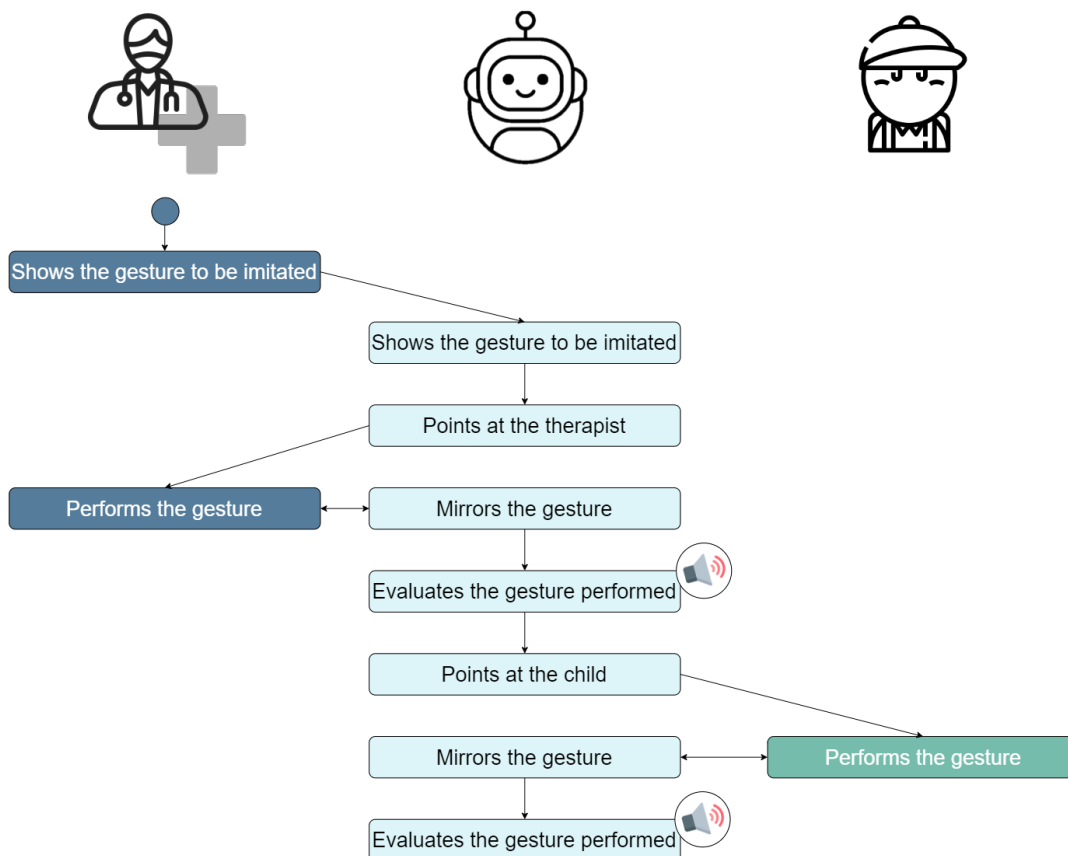 Shows the gesture to be imitated
Shows the gesture to be imitated
Points at the therapist
Performs the gesture
Mirrors the gesture
Evaluates the gesture performed
Points at the child
Mirrors the gesture
Performs the gesture
Evaluates the gesture performed